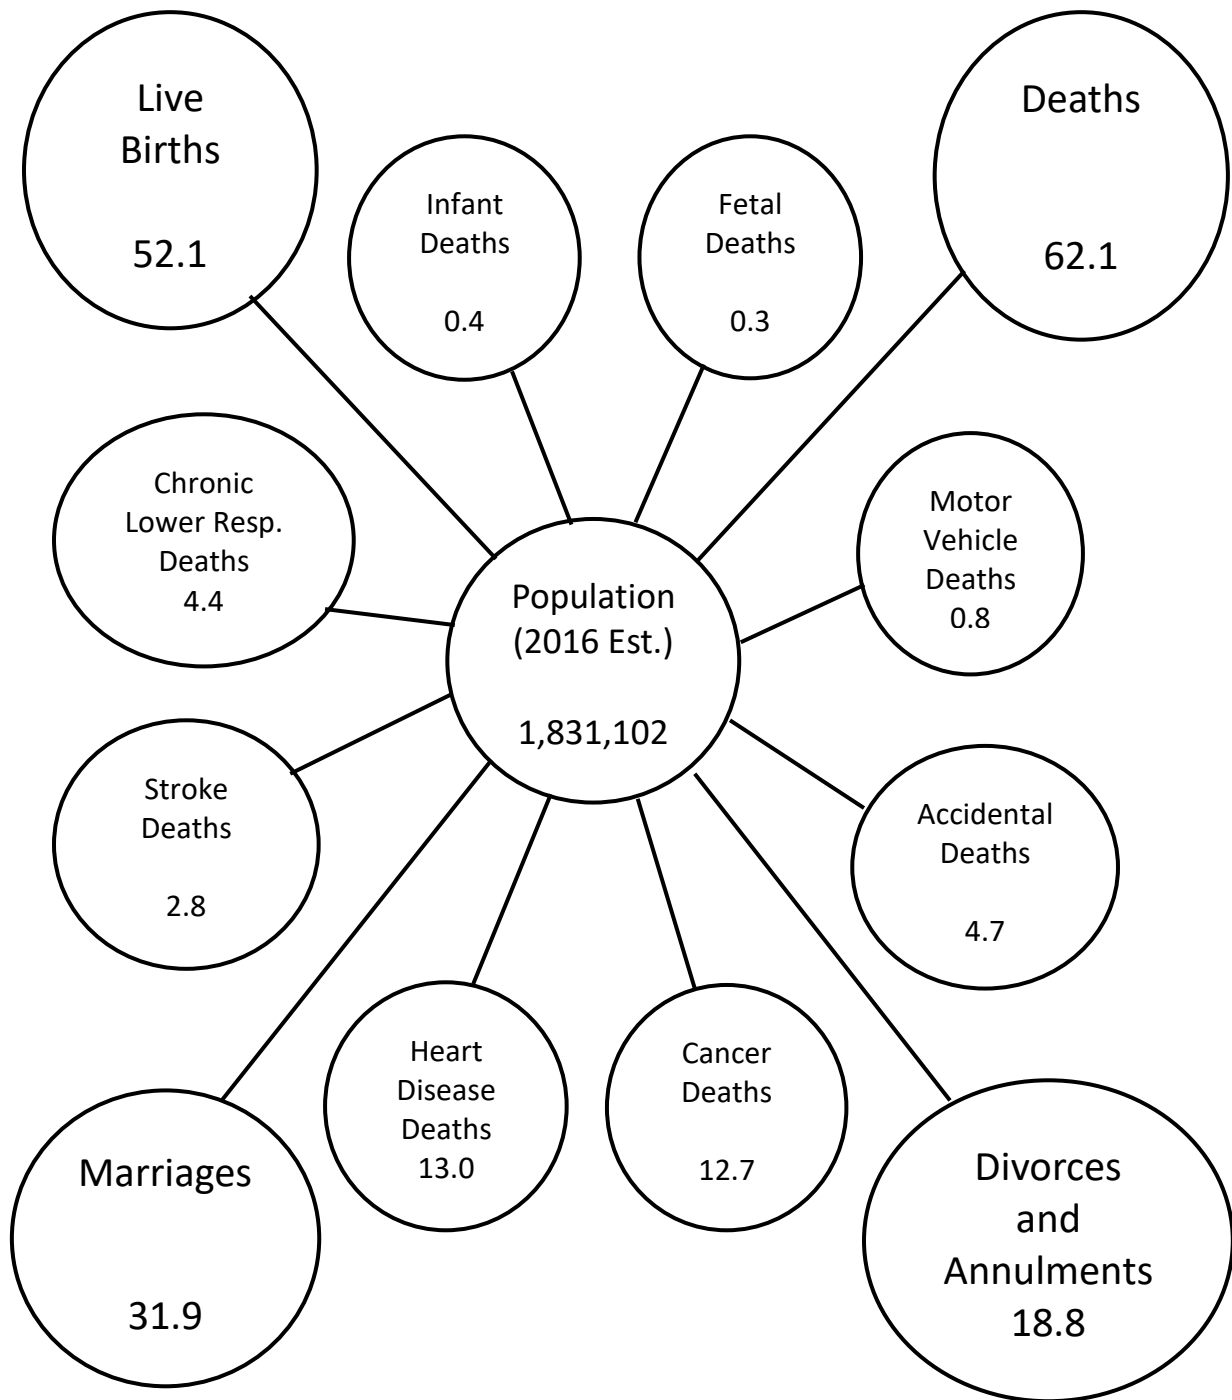 Live
Births
52.1
Deaths
62.1
Infant
Deaths
0.4
Fetal
Deaths
0.3
Chronic
Lower Resp.
Deaths
4.4
Motor
Vehicle
Deaths
0.8
Population
(2016 Est.)
1,831,102
Stroke
Deaths
2.8
Accidental
Deaths
4.7
Heart
Disease
Deaths
13.0
Cancer
Deaths
12.7
Marriages
31.9
Divorces
and
Annulments
18.8